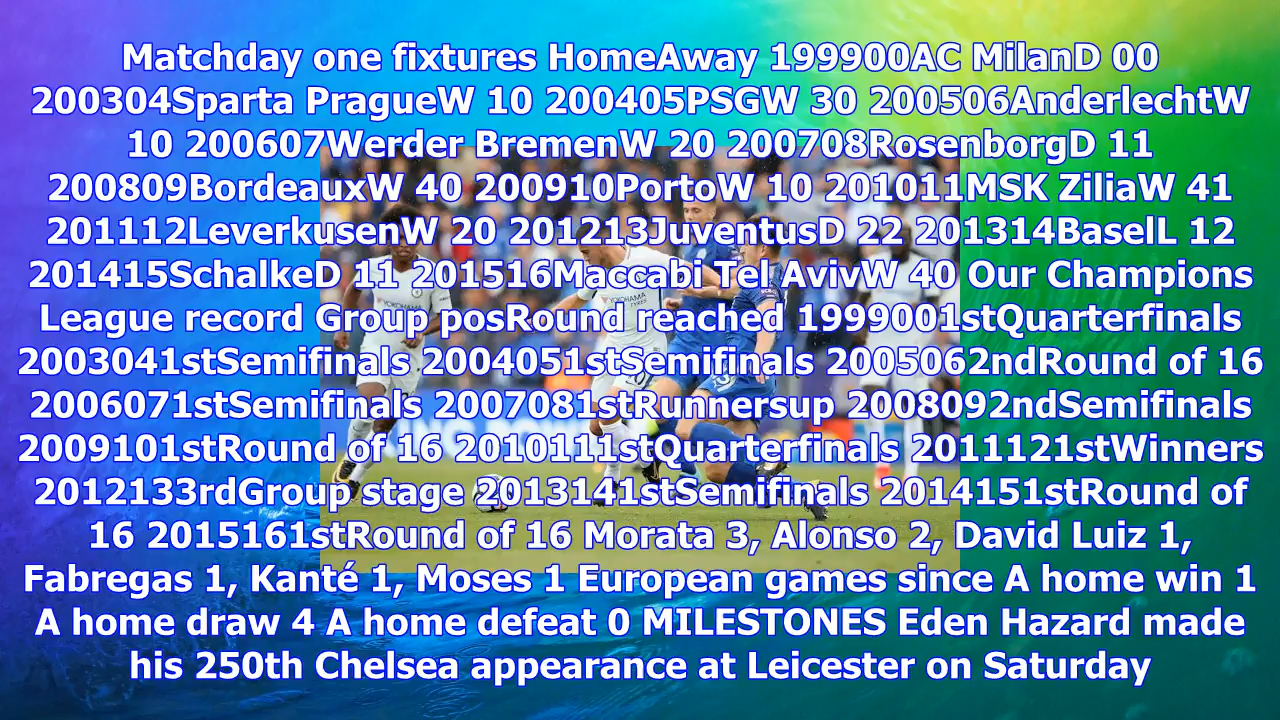 Matchday one fixtures HomeAway 199900AC MilanD 00
200304Sparta PragueW 10 200405PSGW 30 200506AnderlechtW
10 200607Werder BremenW 20 200708RosenborgD 11
200809BordeauxW 40 200910PortoW 10 201011MSK ZiliaW 41
201112LeverkusenW 20 201213JuventusD 22 201314BaselL 12
201415SchalkeD 11 201516Maccabi Tel AvivW 40 Our Champions
League record Group posRound reached 1999001stQuarterfinals
2003041stSemifinals 2004051stSemifinals 2005062ndRound of 16
2006071stSemifinals 2007081stRunnersup 2008092ndSemifinals
2009101stRound of 16 2010111stQuarterfinals 2011121stWinners
2012133rdGroup stage 2013141stSemifinals 2014151stRound of
16 2015161stRound of 16 Morata 3, Alonso 2, David Luiz 1,
Fabregas 1, Kanté 1, Moses 1 European games since A home win 1
A home draw 4 A home defeat 0 MILESTONES Eden Hazard made
his 250th Chelsea appearance at Leicester on Saturday
YOKOHAMA
YOKOHAMA
TYRES